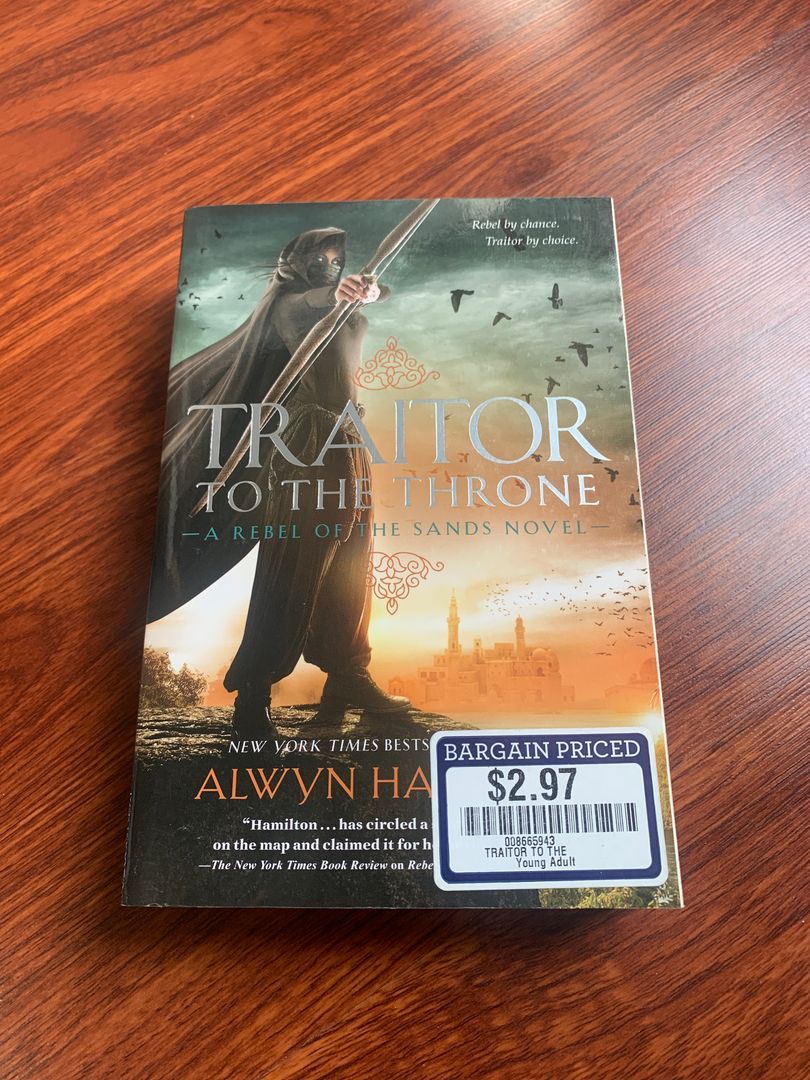 Rebel by chance.
Traitor by choice.
TRAITOR
TO THE THRONE
—A REBEL OF THE SANDS NOVEL—
NEW YORK TIMES BESTS
ALWYN HA
"Hamilton . . . has circled a
on the map and claimed it for he
—The New York Times Book Review on Rebe
BARGAIN PRICED
$2.97
008665943
TRAITOR TO THE
Young Adult